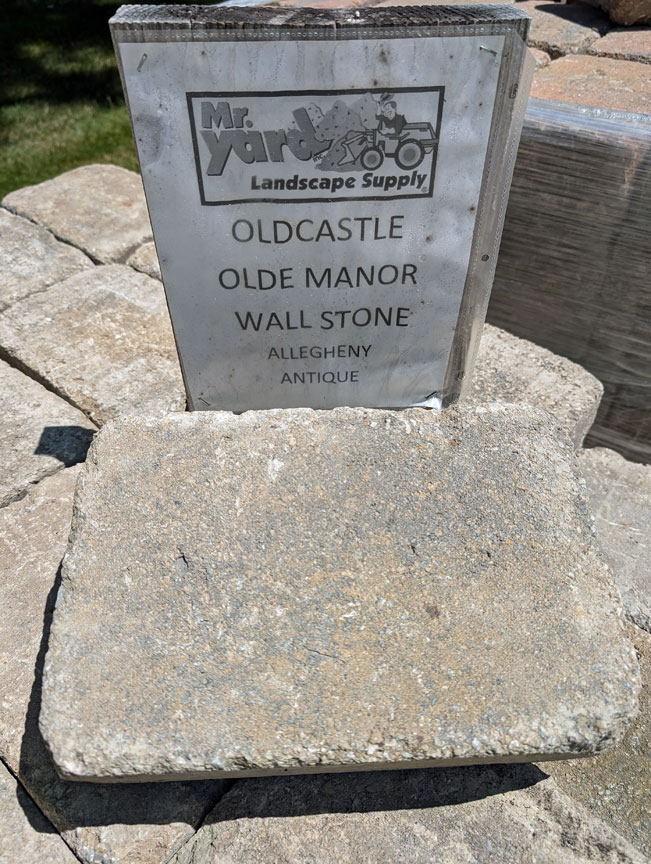 Mr.
yard
Landscape Supply
OLDCASTLE
OLDE MANOR
WALL STONE
ALLEGHENY
ANTIQUE